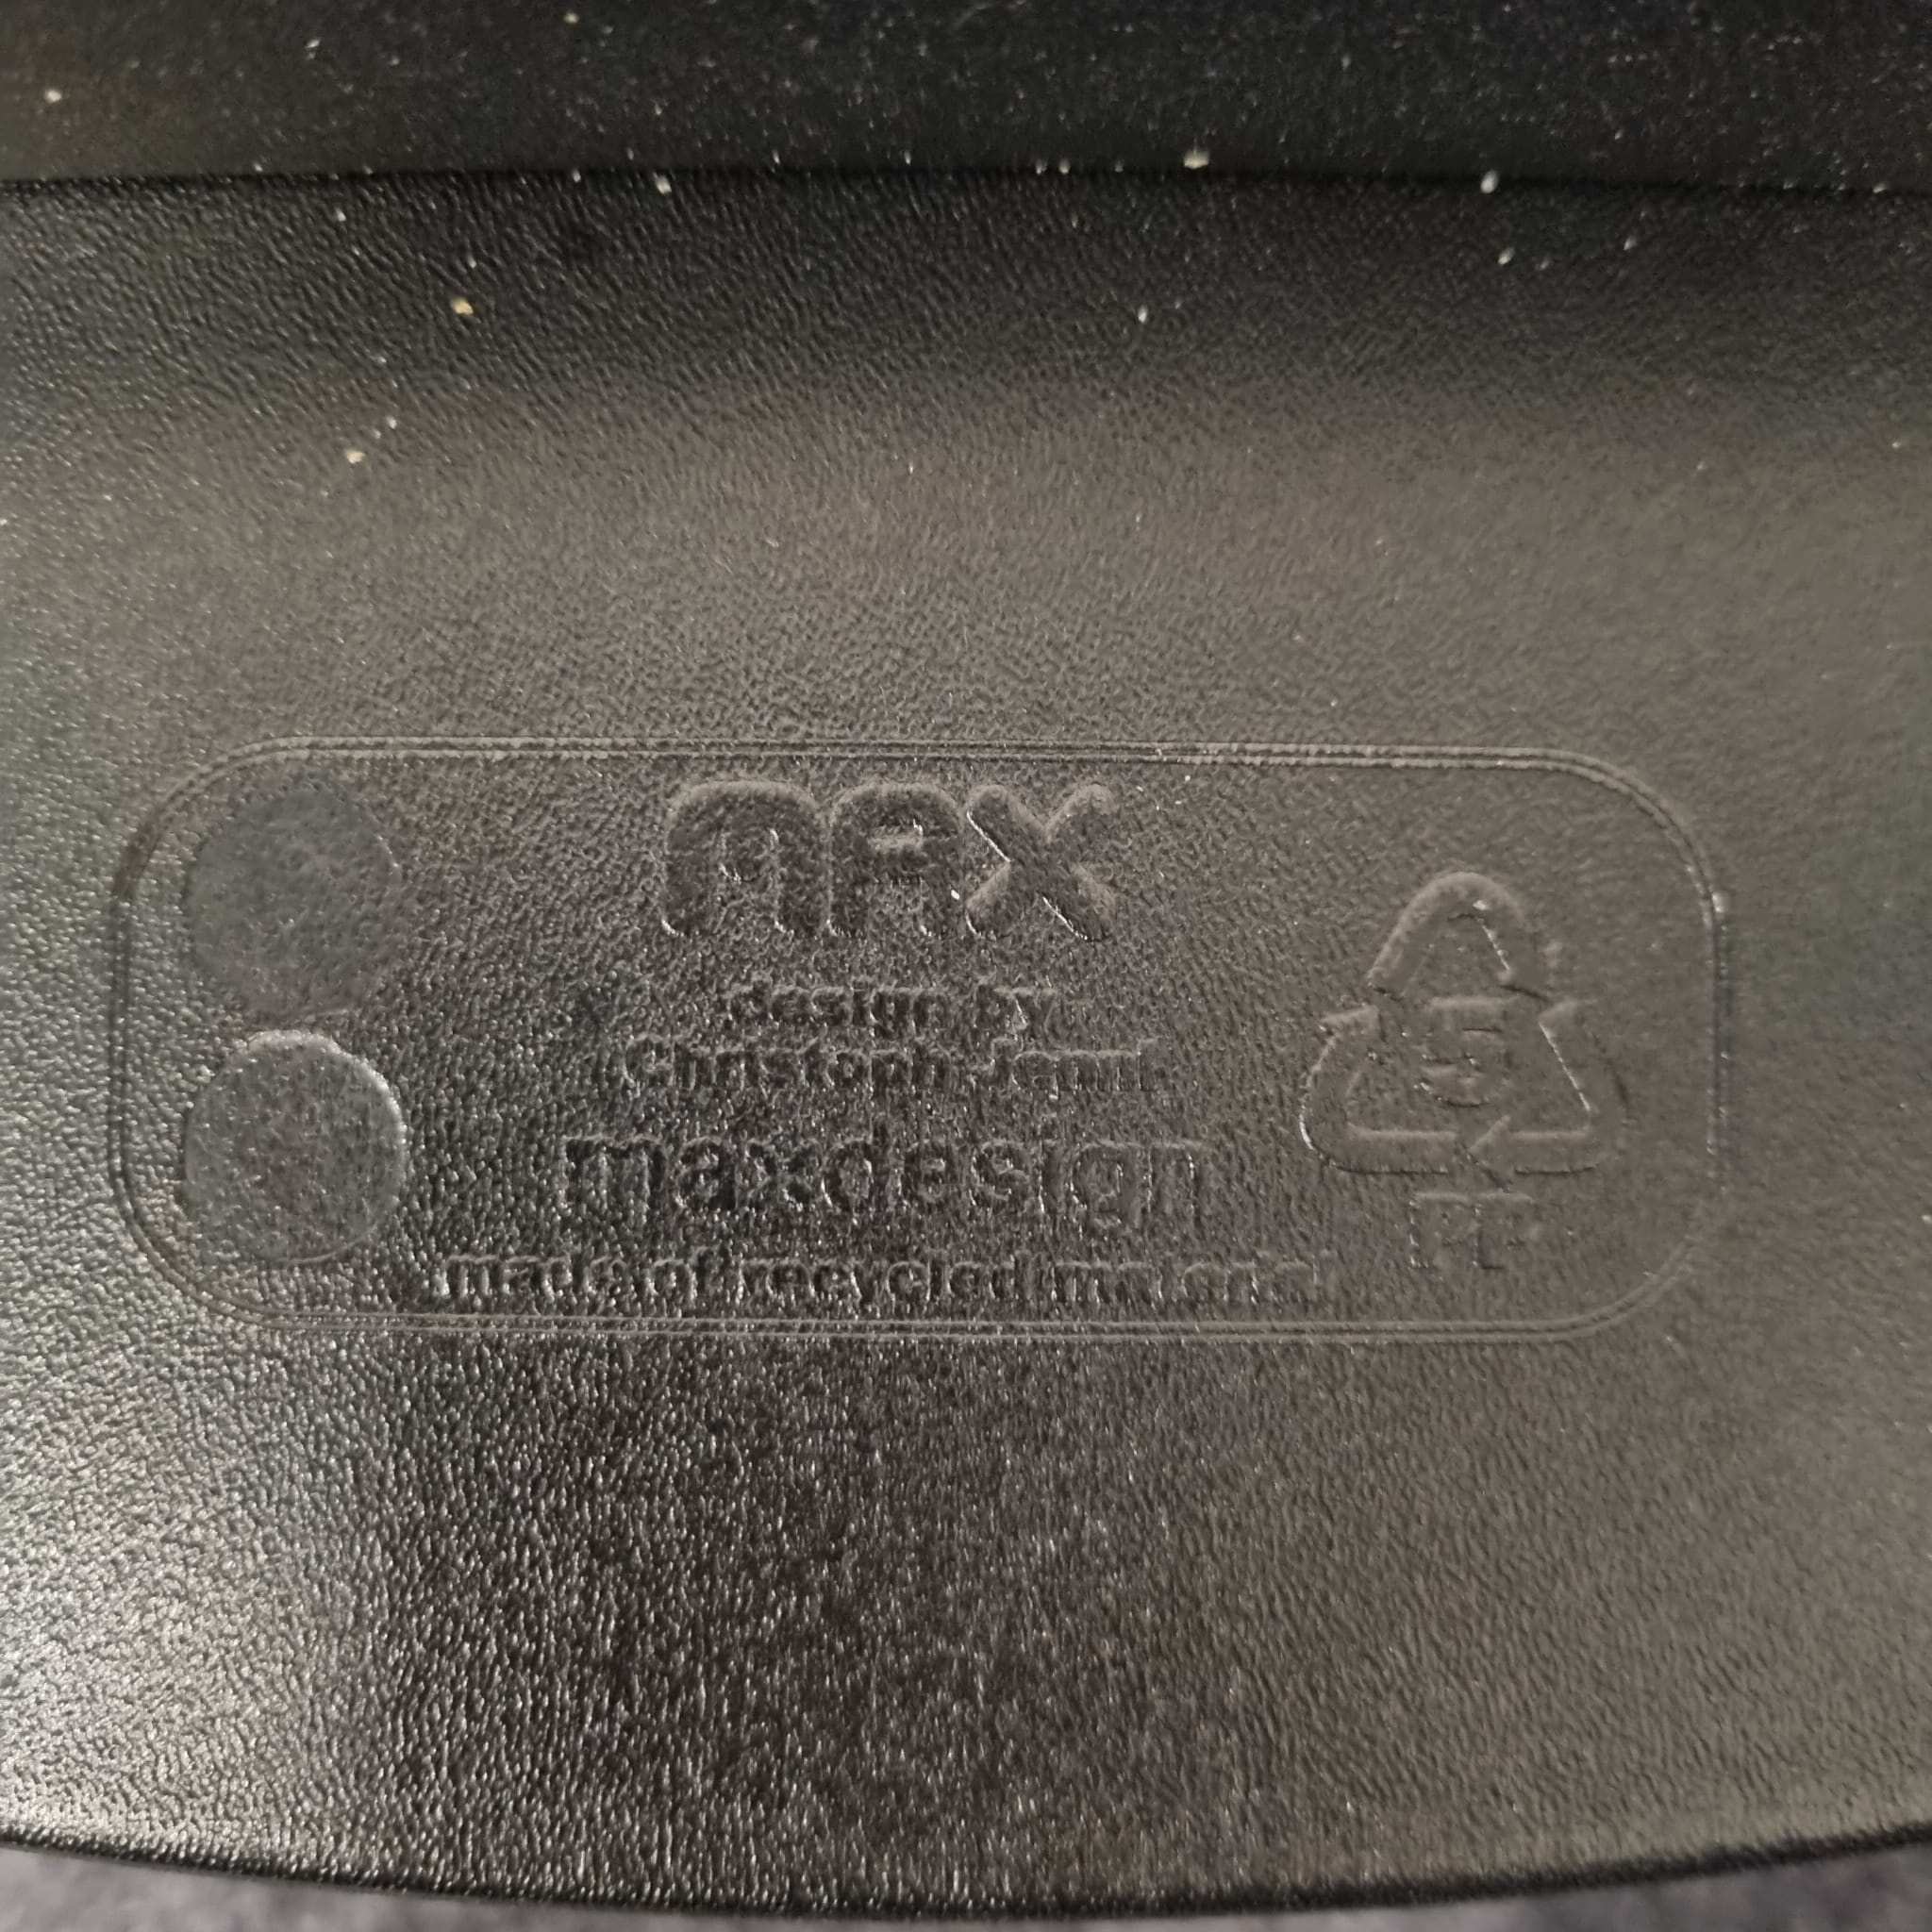 MAX
design by
Christoph Jenni
maxdesign
made of recycled material
5
PP